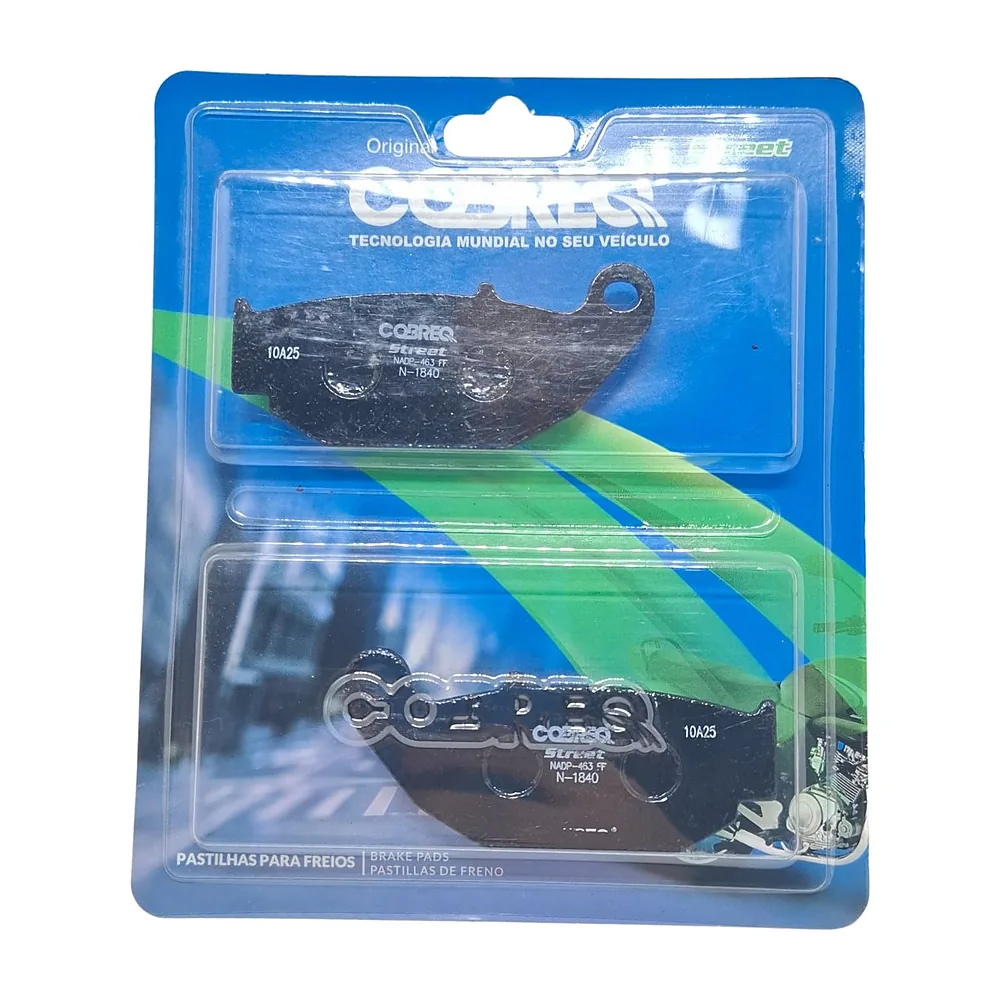 Original
Street
COBREQ
TECNOLOGIA MUNDIAL NO SEU VEÍCULO
10A25
COBREQ
Street
NADP-463 FF
N-1840
COBREQ
10A25
COBREQ
Street
NADP-463 FF
N-1840
PASTILHAS PARA FREIOS
BRAKE PADS
PASTILLAS DE FRENO